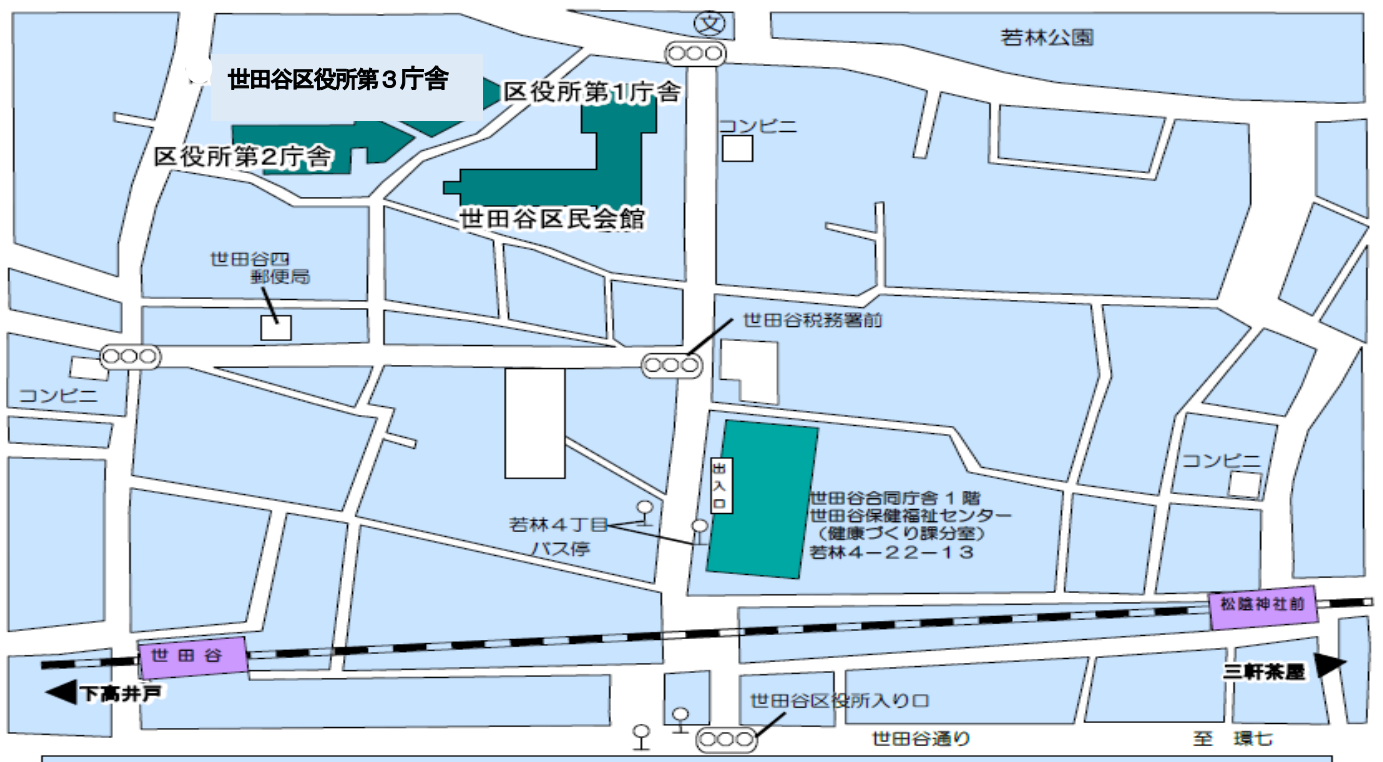 文
若林公園
世田谷区役所第3庁舎
区役所第1庁舎
コンビニ
区役所第2庁舎
世田谷区民会館
世田谷四
郵便局
世田谷税務署前
コンビニ
コンビニ
出入口
世田谷合同庁舎1階
世田谷保健福祉センター
（健康づくり課分室）
若林4－22－13
若林4丁目
バス停
松陰神社前
世田谷
三軒茶屋
下高井戸
世田谷区役所入り口
世田谷通り
至 環七